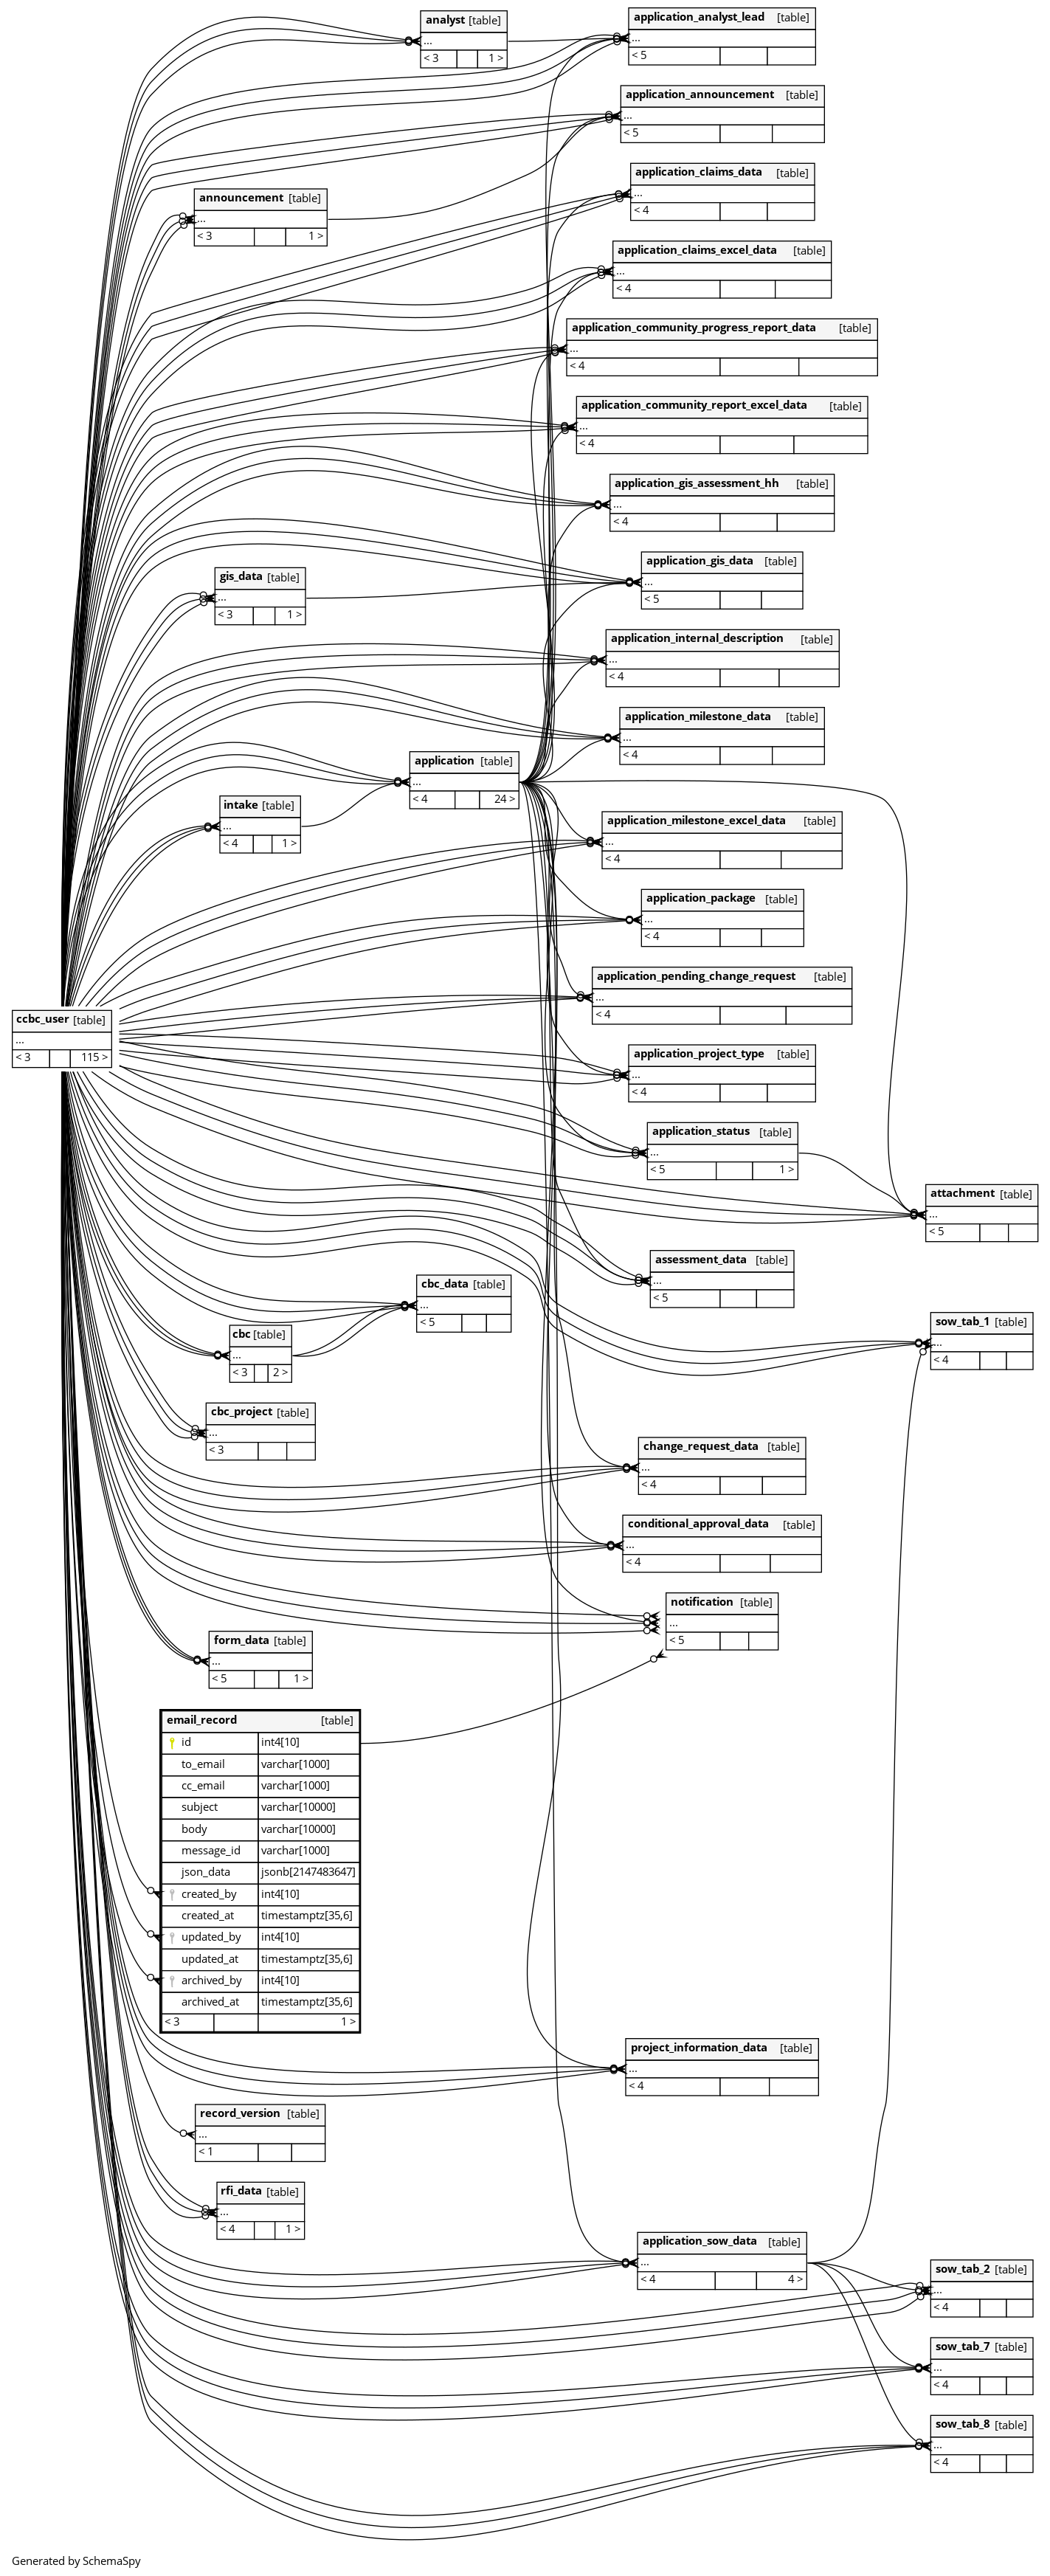 analyst [table]
...
< 3 1 >
application_analyst_lead [table]
...
< 5
application_announcement [table]
...
< 5
application_claims_data [table]
...
< 4
announcement [table]
...
< 3 1 >
application_claims_excel_data [table]
...
< 4
application_community_progress_report_data [table]
...
< 4
application_community_report_excel_data [table]
...
< 4
application_gis_assessment_hh [table]
...
< 4
application_gis_data [table]
...
< 5
gis_data [table]
...
< 3 1 >
application_internal_description [table]
...
< 4
application_milestone_data [table]
...
< 4
application [table]
...
< 4 24 >
intake [table]
...
< 4 1 >
application_milestone_excel_data [table]
...
< 4
application_package [table]
...
< 4
application_pending_change_request [table]
...
< 4
ccbc_user [table]
...
< 3 115 >
application_project_type [table]
...
< 4
application_status [table]
...
< 5 1 >
attachment [table]
...
< 5
assessment_data [table]
...
< 5
cbc_data [table]
...
< 5
sow_tab_1 [table]
...
< 4
cbc [table]
...
< 3 2 >
cbc_project [table]
...
< 3
change_request_data [table]
...
< 4
conditional_approval_data [table]
...
< 4
notification [table]
...
< 5
form_data [table]
...
< 5 1 >
email_record [table]
id int4[10]
to_email varchar[1000]
cc_email varchar[1000]
subject varchar[10000]
body varchar[10000]
message_id varchar[1000]
json_data jsonb[2147483647]
created_by int4[10]
created_at timestamptz[35,6]
updated_by int4[10]
updated_at timestamptz[35,6]
archived_by int4[10]
archived_at timestamptz[35,6]
< 3 1 >
project_information_data [table]
...
< 4
record_version [table]
...
< 1
rfi_data [table]
...
< 4 1 >
application_sow_data [table]
...
< 4 4 >
sow_tab_2 [table]
...
< 4
sow_tab_7 [table]
...
< 4
sow_tab_8 [table]
...
< 4
Generated by SchemaSpy